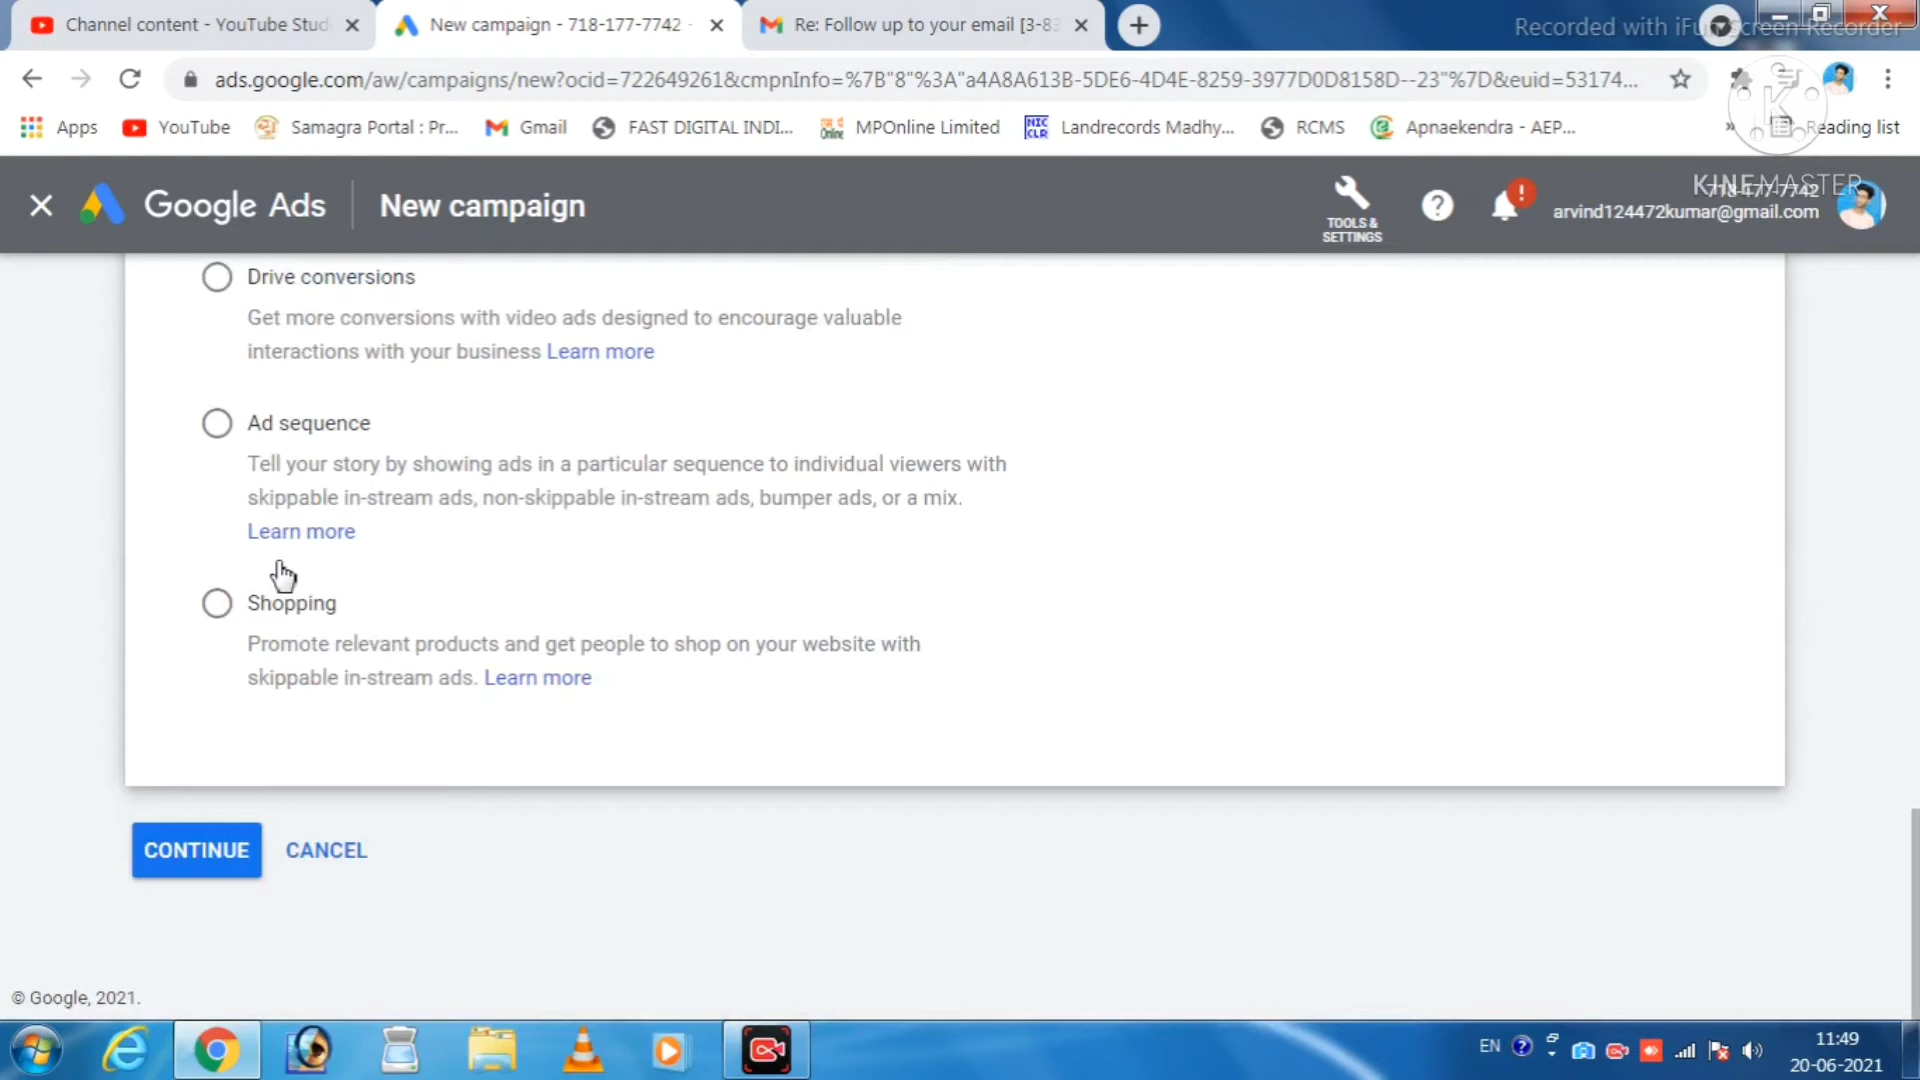 Channel content - YouTube Stud
New campaign - 718-177-7742 -
Re: Follow up to your email [3-83
Recorded with iFun Screen Recorder
ads.google.com/aw/campaigns/new?ocid=722649261&cmpnInfo=%7B"8"%3A"a4A8A613B-5DE6-4D4E-8259-3977D0D8158D--23"%7D&euid=53174...
Apps
YouTube
Samagra Portal : Pr...
Gmail
FAST DIGITAL INDI...
MPOnline Limited
Landrecords Madhy...
RCMS
Apnaekendra - AEP...
»
Reading list
Google Ads
New campaign
TOOLS &
SETTINGS
KINEMASTER
718-177-7742
arvind124472kumar@gmail.com
Drive conversions
Get more conversions with video ads designed to encourage valuable
interactions with your business Learn more
Ad sequence
Tell your story by showing ads in a particular sequence to individual viewers with
skippable in-stream ads, non-skippable in-stream ads, bumper ads, or a mix.
Learn more
Shopping
Promote relevant products and get people to shop on your website with
skippable in-stream ads. Learn more
CONTINUE
CANCEL
© Google, 2021.
EN
11:49
20-06-2021